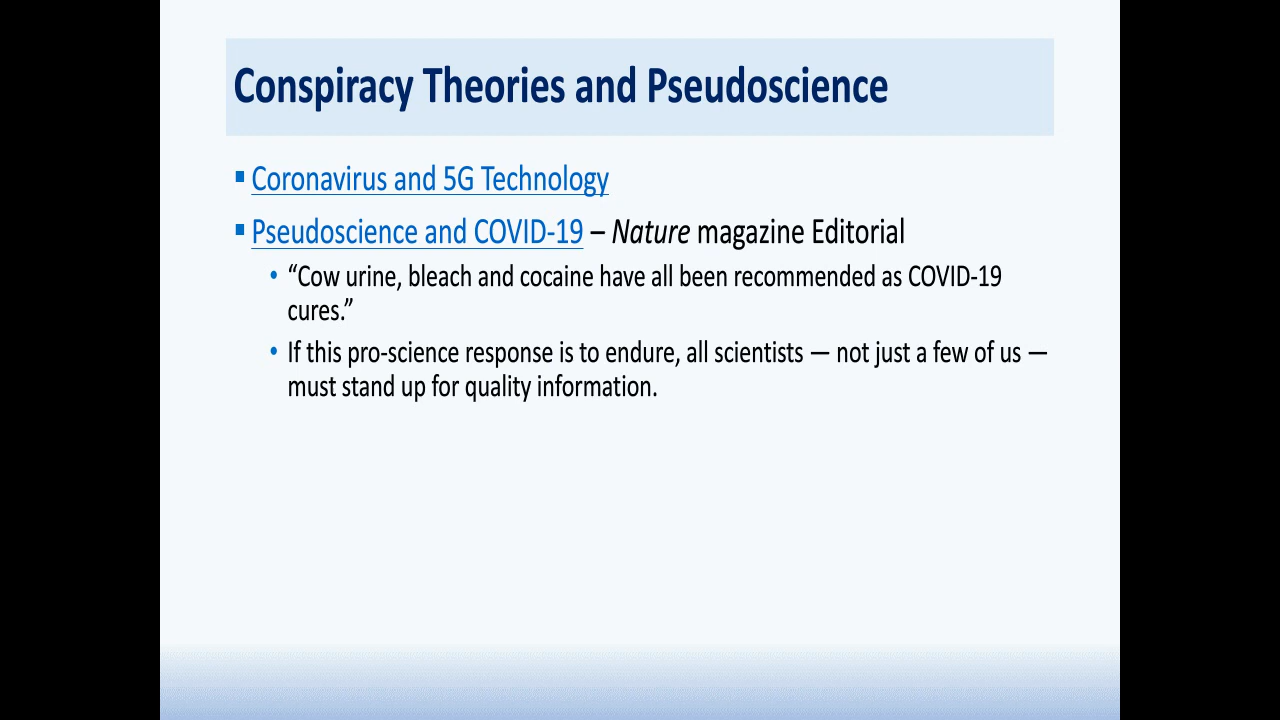 Conspiracy Theories and Pseudoscience
▪ Coronavirus and 5G Technology
▪ Pseudoscience and COVID-19 – Nature magazine Editorial
• “Cow urine, bleach and cocaine have all been recommended as COVID-19
cures.”
• If this pro-science response is to endure, all scientists — not just a few of us —
must stand up for quality information.